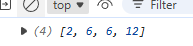 top
Filter
(4) [2, 6, 6, 12]